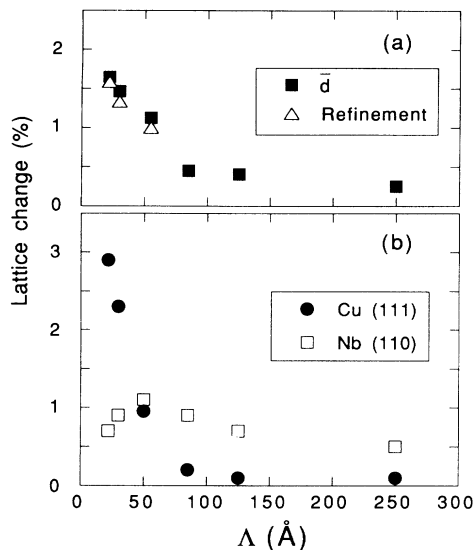 (a)
2
1
0
d̄
Refinement
Lattice change (%)
(b)
3
2
1
0
Cu (111)
Nb (110)
0 50 100 150 200 250 300
Λ (Å)